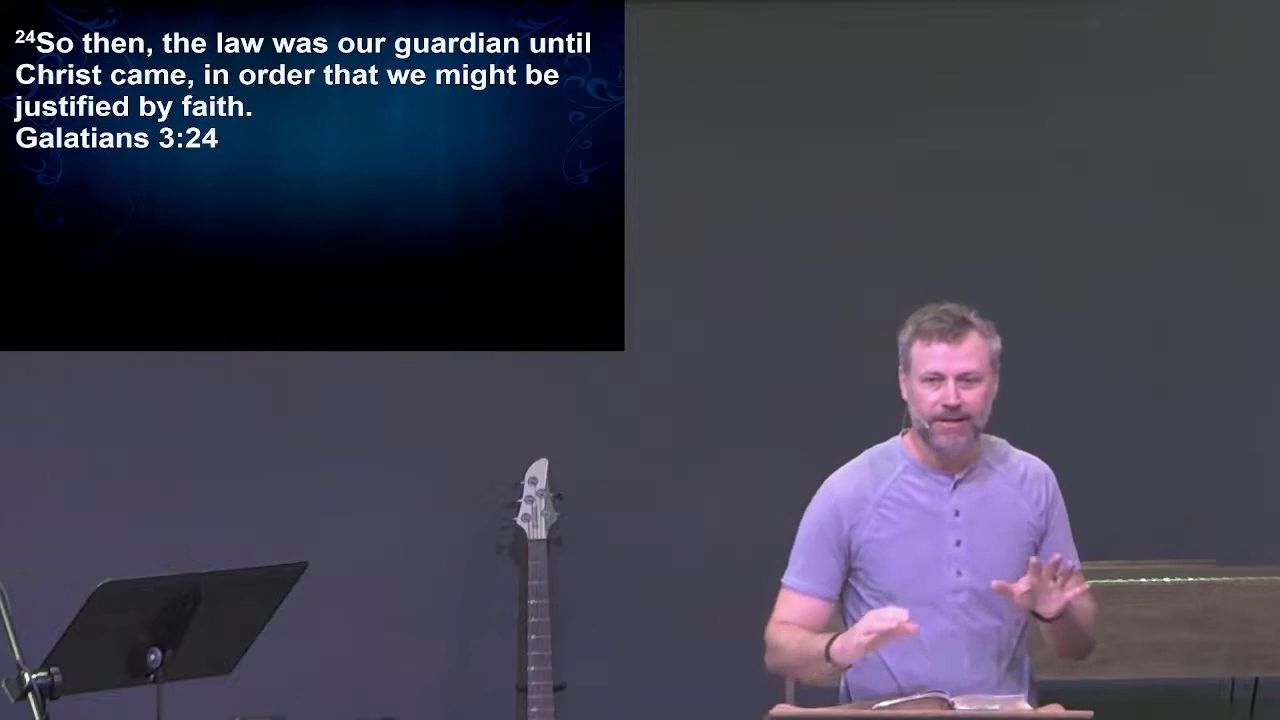 ²⁴So then, the law was our guardian until
Christ came, in order that we might be
justified by faith.
Galatians 3:24